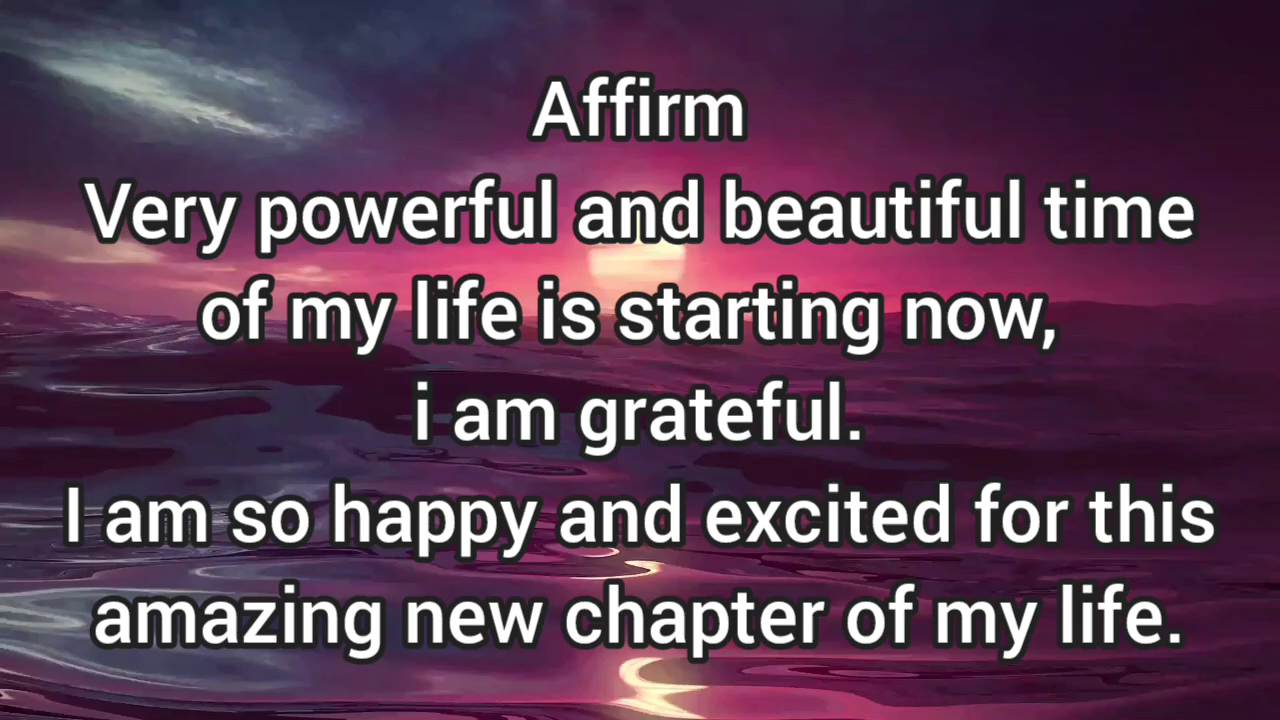 Affirm
Very powerful and beautiful time
of my life is starting now,
i am grateful.
I am so happy and excited for this
amazing new chapter of my life.